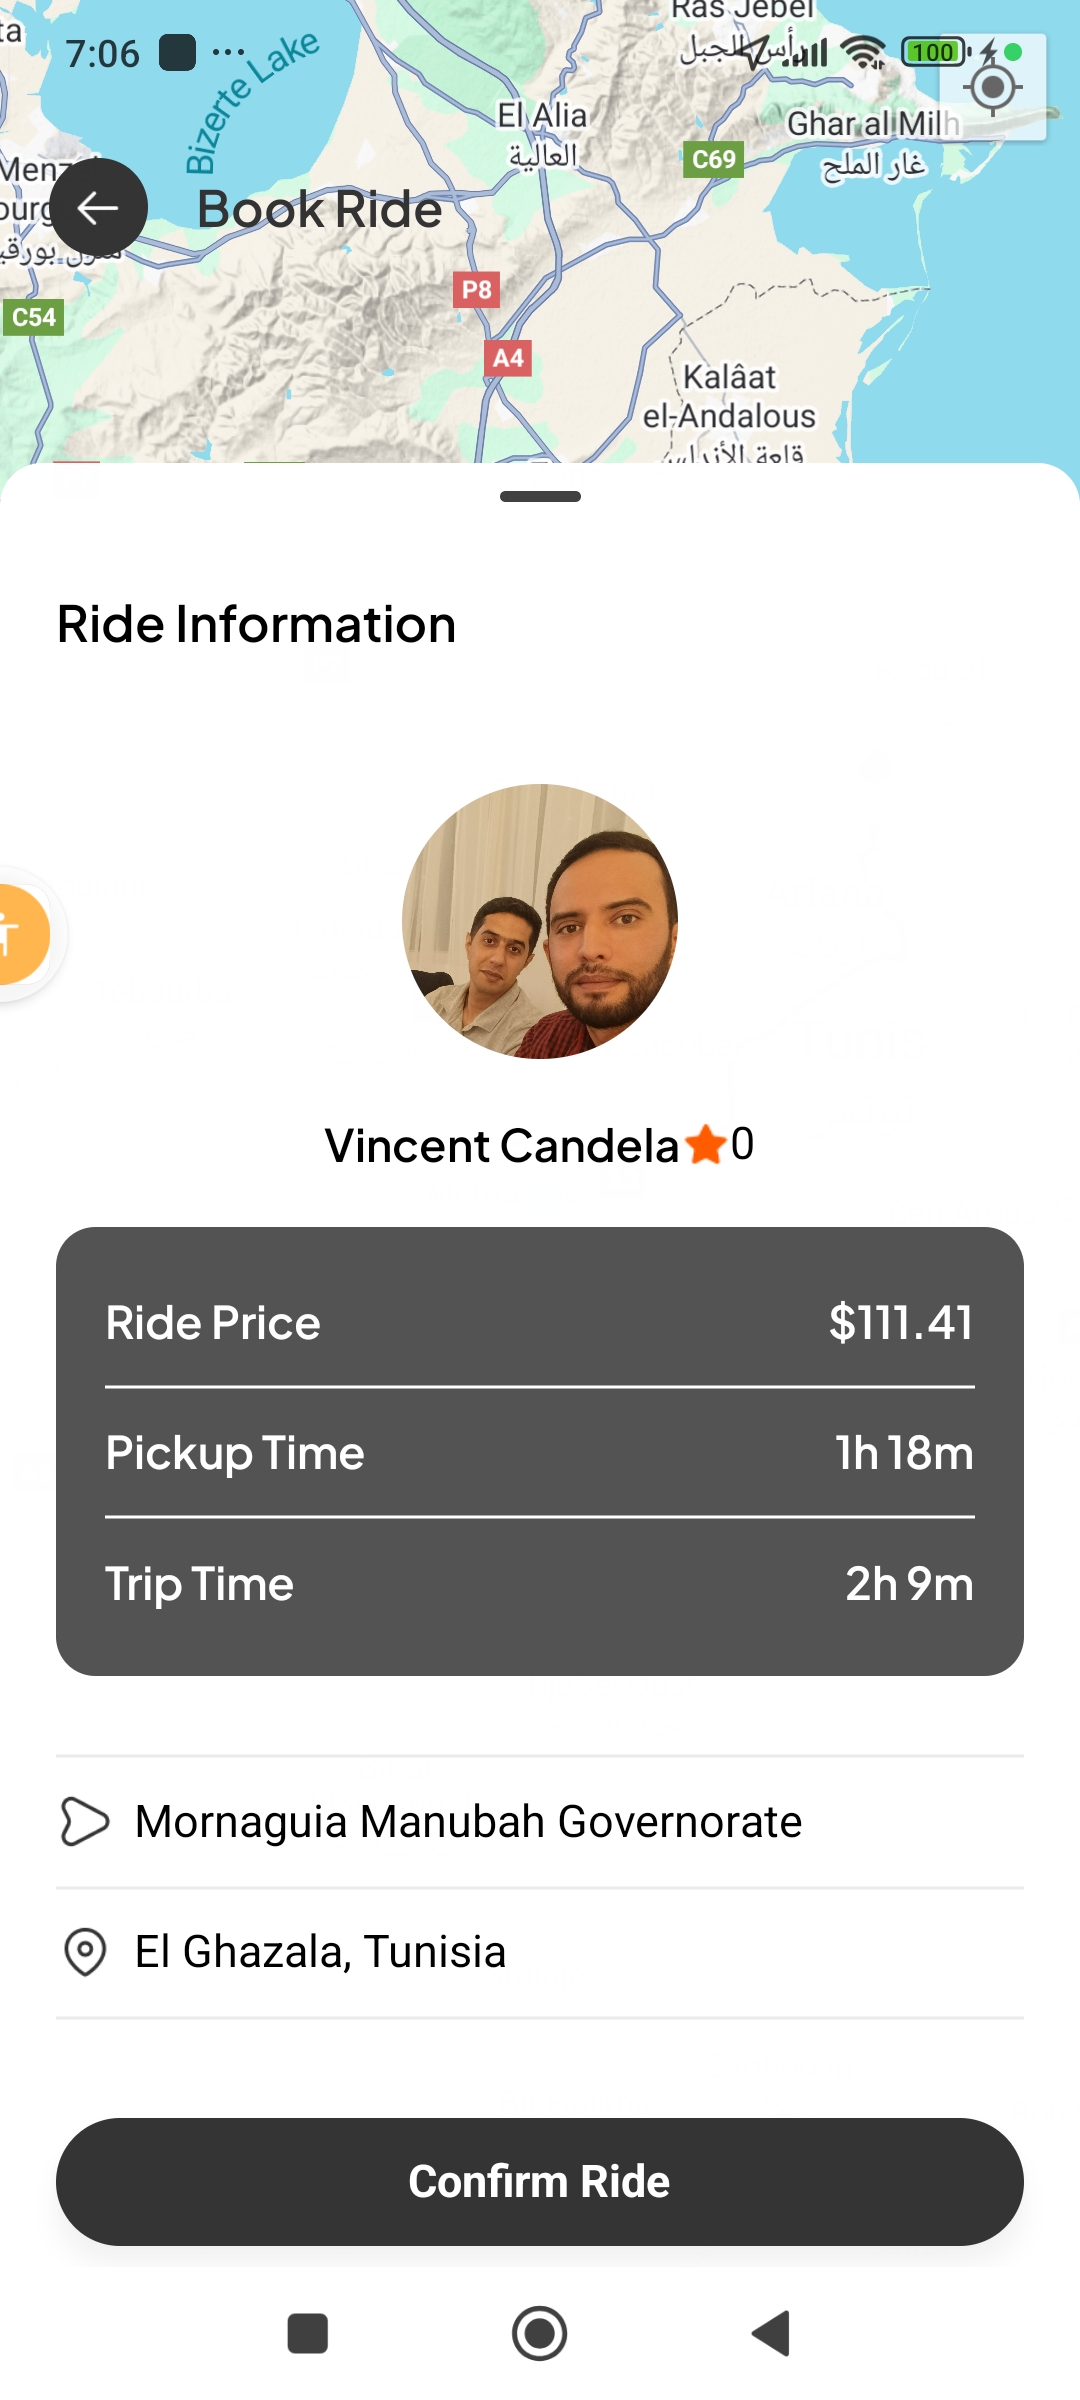 Ras Jebel
رأس الجبل
ta
7:06
100
Bizerte Lake
El Alia
العالية
Ghar al Milh
غار الملح
C69
Menz
ourg
Book Ride
P8
C54
A4
Kalâat
el-Andalous
قلعة الأندلس
Ride Information
Vincent Candela 0
Ride Price $111.41
Pickup Time 1h 18m
Trip Time 2h 9m
Mornaguia Manubah Governorate
El Ghazala, Tunisia
Confirm Ride